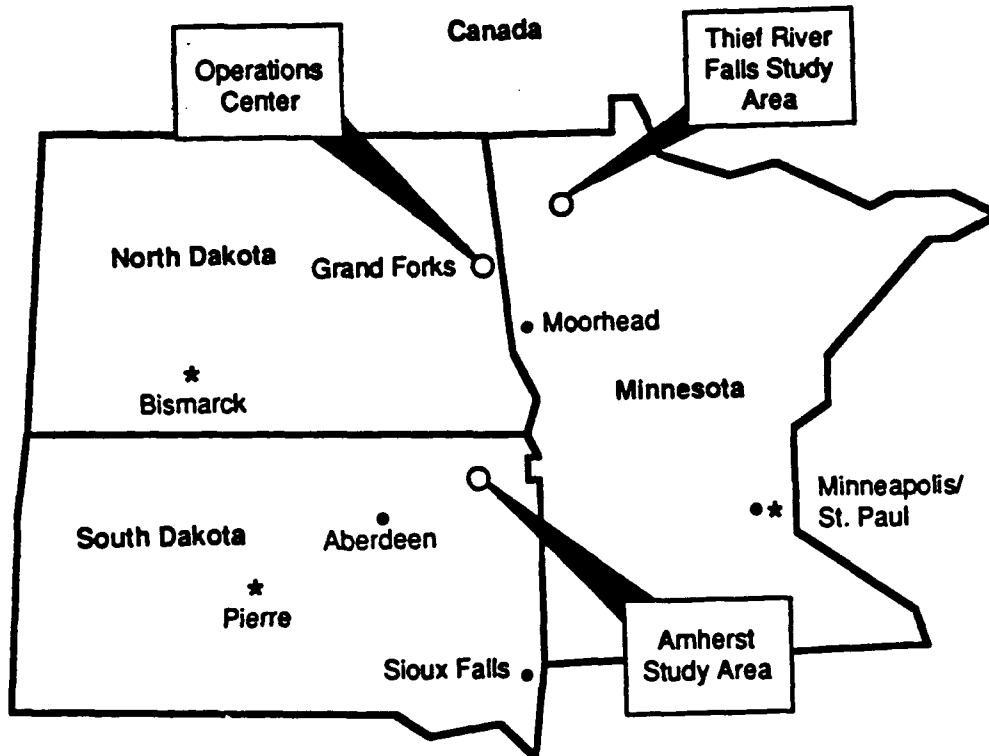 Canada
Operations
Center
Thief River
Falls Study
Area
North Dakota
Grand Forks
Moorhead
Minnesota
Bismarck
Minneapolis/
St. Paul
South Dakota
Aberdeen
Pierre
Sioux Falls
Amherst
Study Area